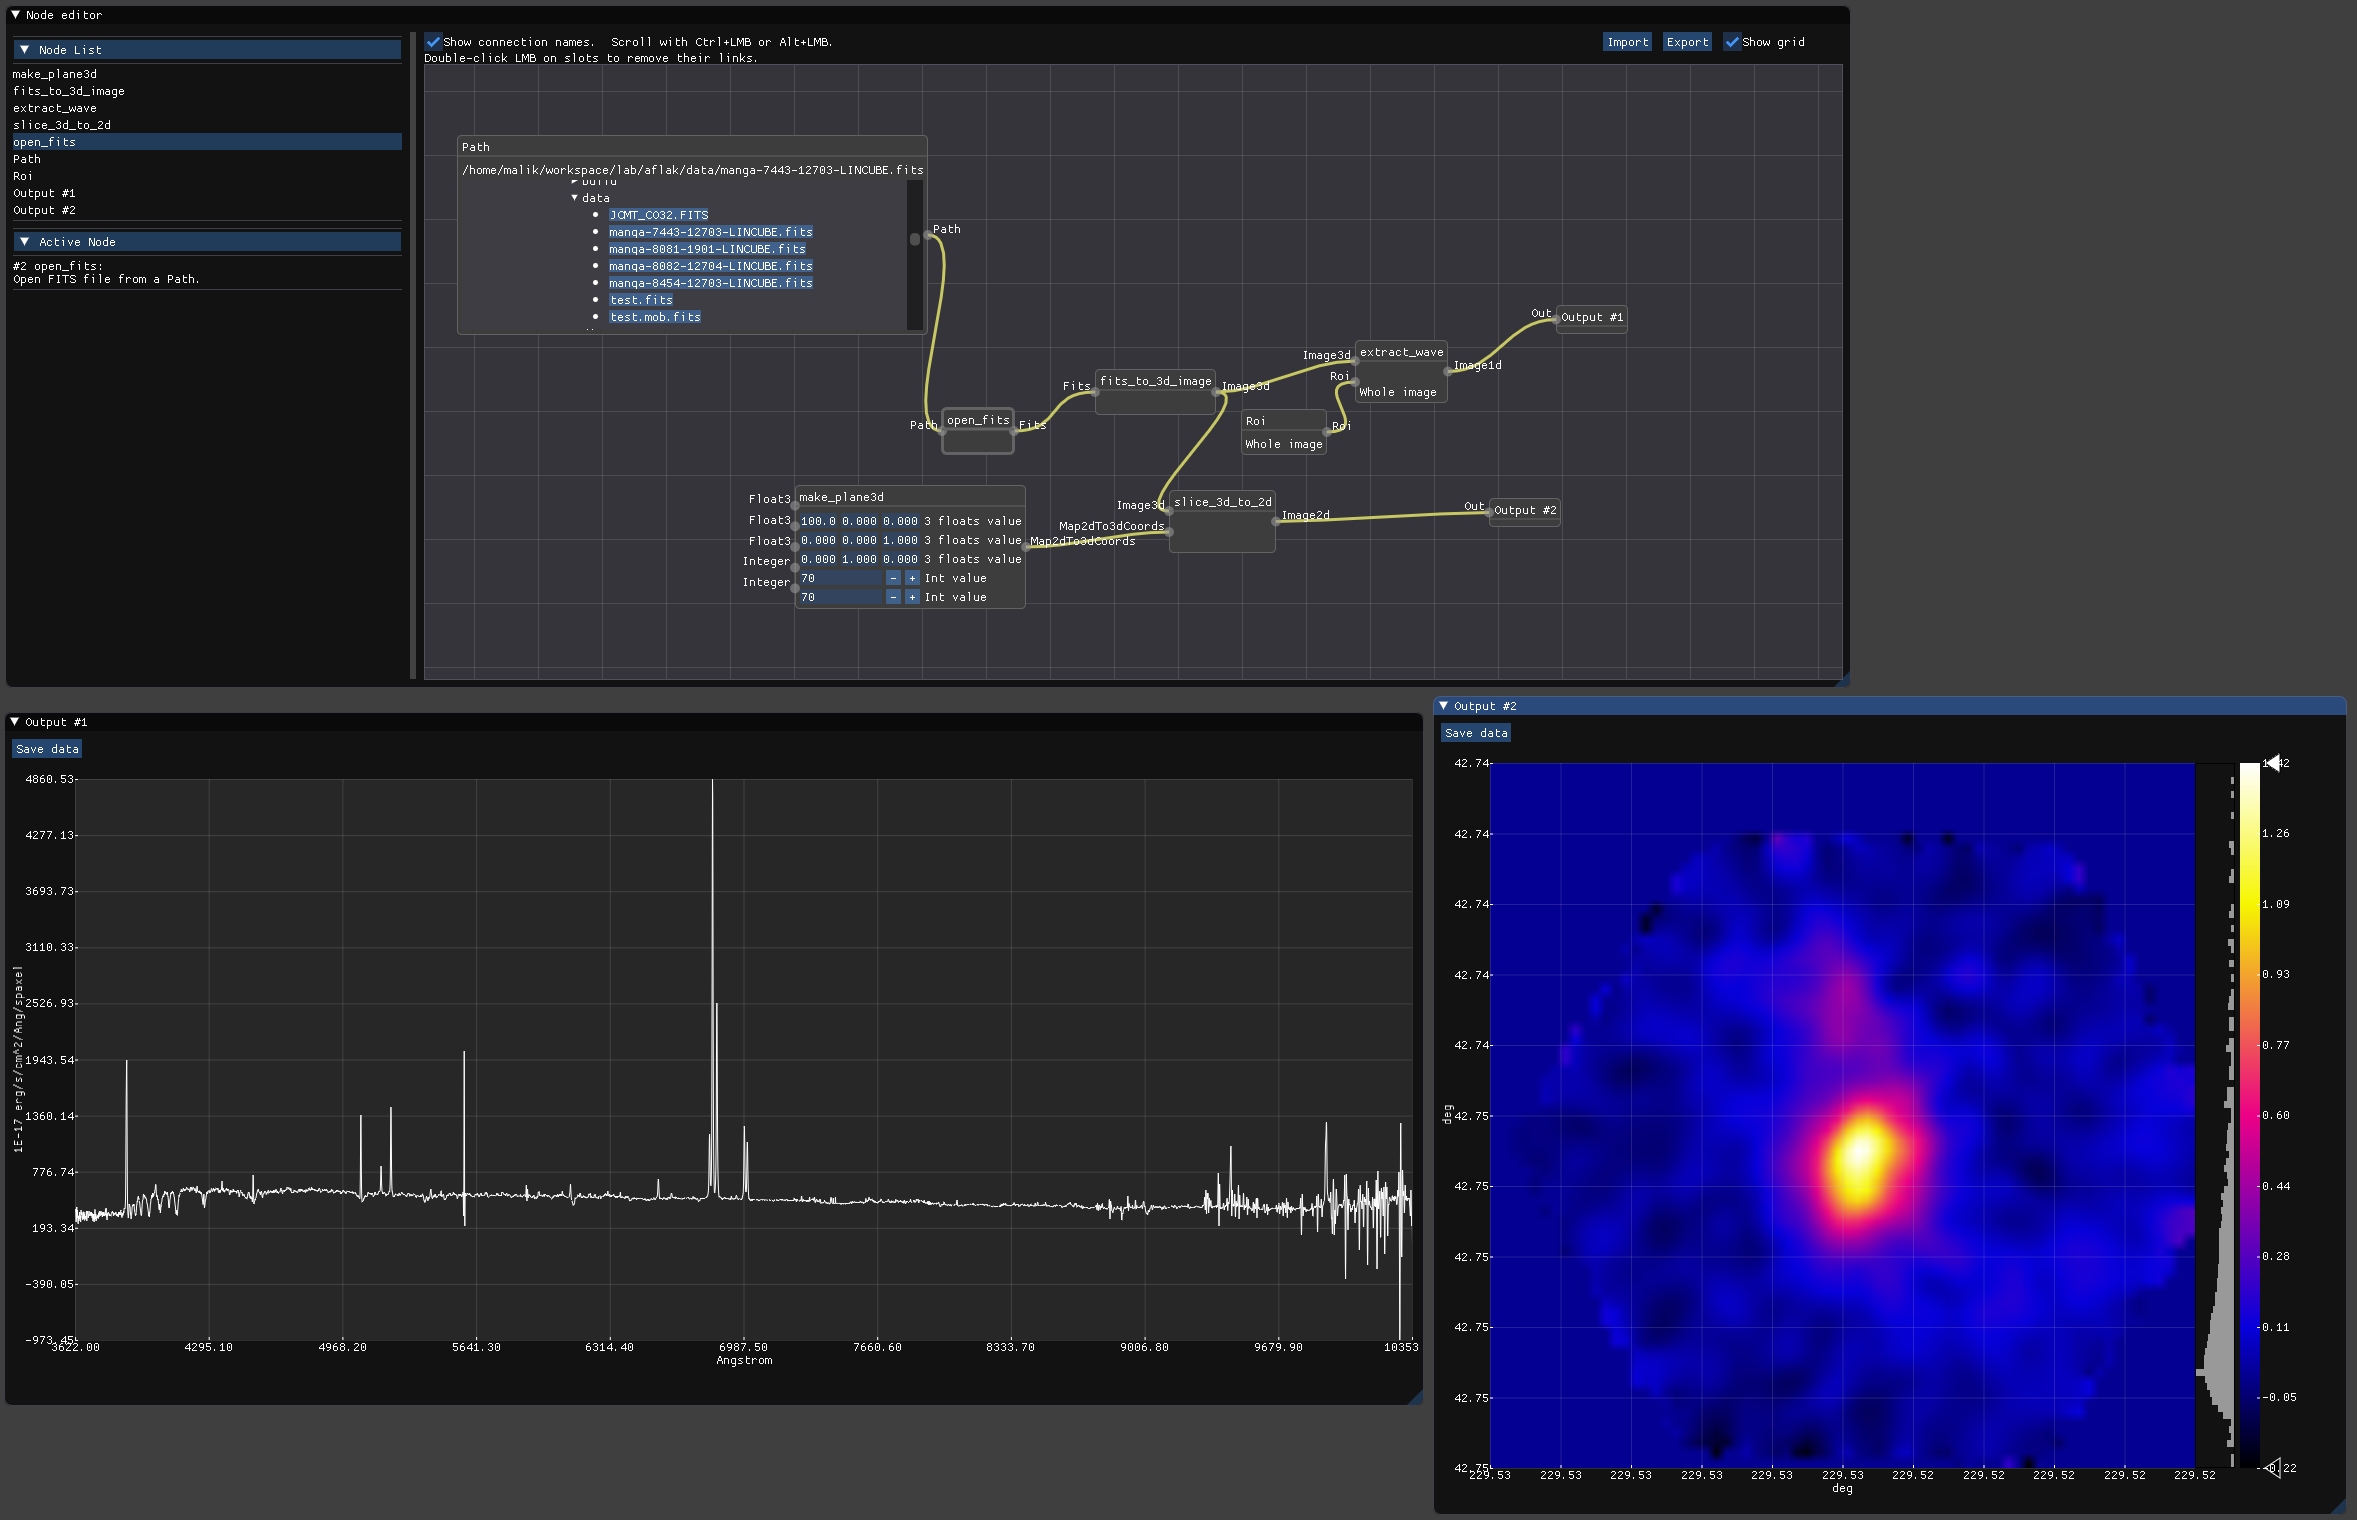 Node editor
Node List
make_plane3d
fits_to_3d_image
extract_wave
slice_3d_to_2d
open_fits
Path
Roi
Output #1
Output #2
Active Node
#2 open_fits:
Open FITS file from a Path.
Show connection names. Scroll with Ctrl+LMB or Alt+LMB.
Double-click LMB on slots to remove their links.
Import Export Show grid
Path
/home/malik/workspace/lab/aflak/data/manga-7443-12703-LINCUBE.fits
build
data
JCMT_CO32.FITS
manga-7443-12703-LINCUBE.fits
manga-8081-1901-LINCUBE.fits
manga-8082-12704-LINCUBE.fits
manga-8454-12703-LINCUBE.fits
test.fits
test.mob.fits
Path
Path open_fits Fits
Fits fits_to_3d_image Image3d
Image3d extract_wave Image1d
Roi
Whole image
Roi Roi
Whole image
Out Output #1
Float3 make_plane3d
Float3 100.0 0.000 0.000 3 floats value
Float3 0.000 0.000 1.000 3 floats value
Integer 0.000 1.000 0.000 3 floats value
Integer 70 - + Int value
70 - + Int value
Map2dTo3dCoords
Image3d slice_3d_to_2d Image2d
Map2dTo3dCoords
Out Output #2
Output #1
Save data
4860.53
4277.13
3693.73
3110.33
2526.93
1943.54
1360.14
776.74
193.34
-390.05
-973.45
1E-17 erg/s/cm^2/Ang/spaxel
3622.00 4295.10 4968.20 5641.30 6314.40 6987.50 7660.60 8333.70 9006.80 9679.90 10353
Angstrom
Output #2
Save data
42.74
42.74
42.74
42.74
42.74
42.75
42.75
42.75
42.75
42.75
42.75
deg
229.53 229.53 229.53 229.53 229.53 229.53 229.52 229.52 229.52 229.52 229.52
deg
1.26
1.09
0.93
0.77
0.60
0.44
0.28
0.11
-0.05